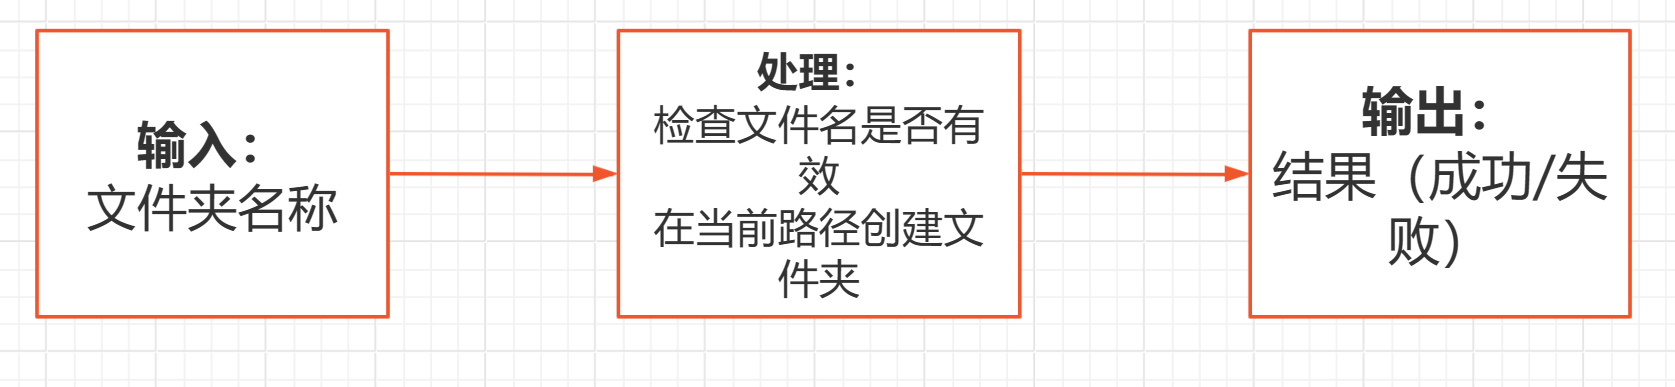 输入：
文件夹名称
处理：
检查文件名是否有
效
在当前路径创建文
件夹
输出：
结果（成功/失
败）